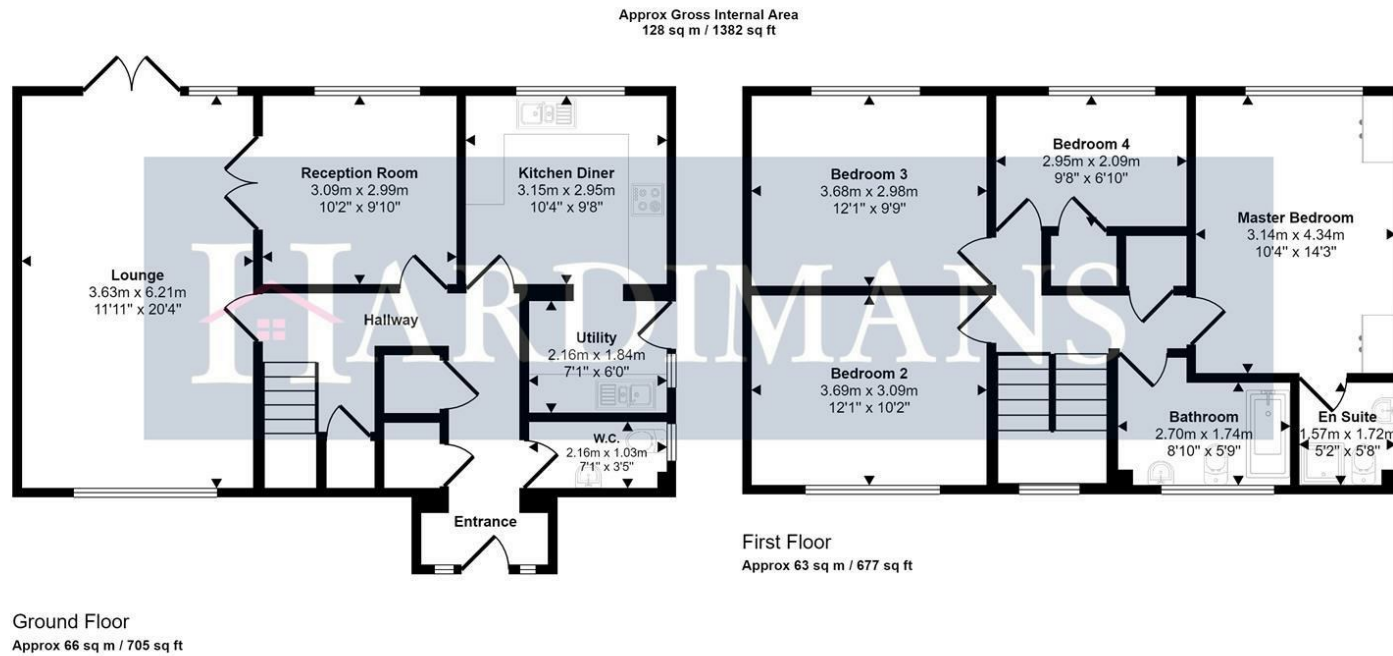 Approx Gross Internal Area
128 sq m / 1382 sq ft
Reception Room
3.09m x 2.99m
10'2" x 9'10"
Kitchen Diner
3.15m x 2.95m
10'4" x 9'8"
Lounge
3.63m x 6.21m
11'11" x 20'4"
Hallway
Utility
2.16m x 1.84m
7'1" x 6'0"
W.C.
2.16m x 1.03m
7'1" x 3'5"
Entrance
Ground Floor
Approx 66 sq m / 705 sq ft
Bedroom 3
3.68m x 2.98m
12'1" x 9'9"
Bedroom 4
2.95m x 2.09m
9'8" x 6'10"
Master Bedroom
3.14m x 4.34m
10'4" x 14'3"
Bedroom 2
3.69m x 3.09m
12'1" x 10'2"
Bathroom
2.70m x 1.74m
8'10" x 5'9"
En Suite
1.57m x 1.72m
5'2" x 5'8"
First Floor
Approx 63 sq m / 677 sq ft
HARDIMANS